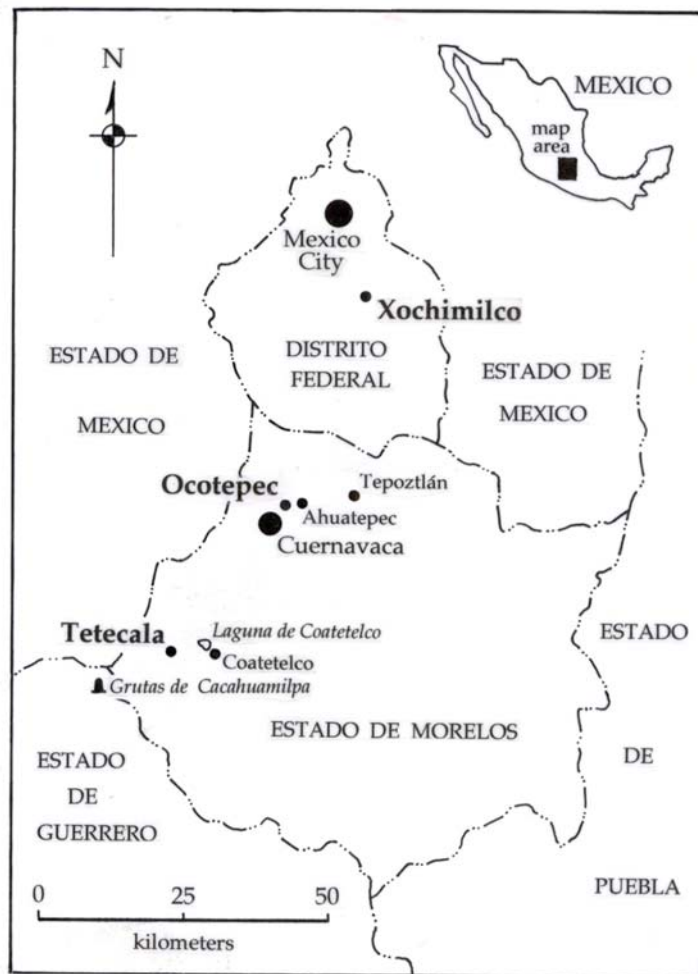 N
MEXICO
map
area
Mexico
City
Xochimilco
DISTRITO
FEDERAL
ESTADO DE
MEXICO
ESTADO DE
MEXICO
Ocotepec
Tepoztlán
Ahuatepec
Cuernavaca
Tetecala
Laguna de Coatetelco
Coatetelco
Grutas de Cacahuamilpa
ESTADO DE MORELOS
ESTADO
DE
PUEBLA
ESTADO
DE
GUERRERO
0 25 50
kilometers